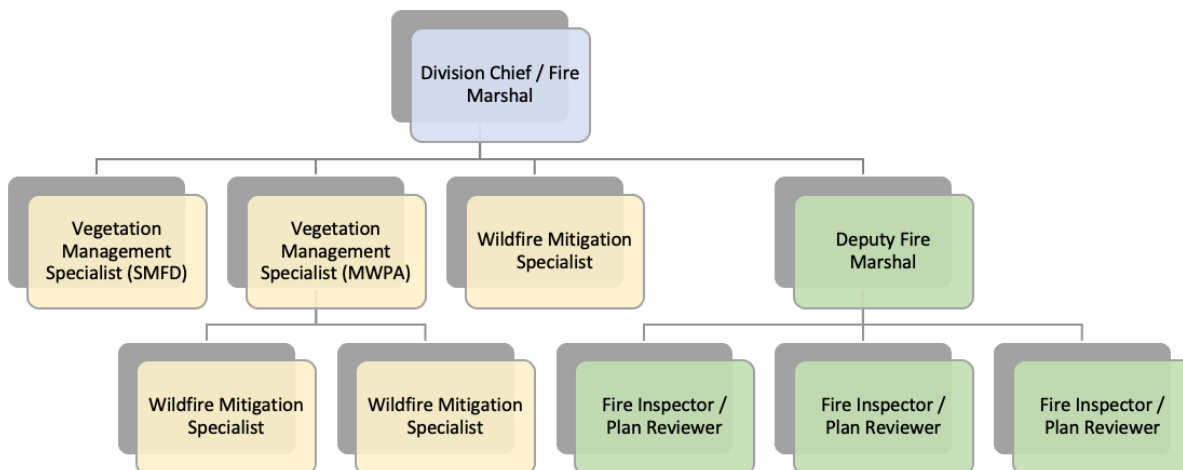 Division Chief / Fire
Marshal
Vegetation
Management
Specialist (SMFD)
Vegetation
Management
Specialist (MWPA)
Wildfire Mitigation
Specialist
Deputy Fire
Marshal
Wildfire Mitigation
Specialist
Wildfire Mitigation
Specialist
Fire Inspector /
Plan Reviewer
Fire Inspector /
Plan Reviewer
Fire Inspector /
Plan Reviewer